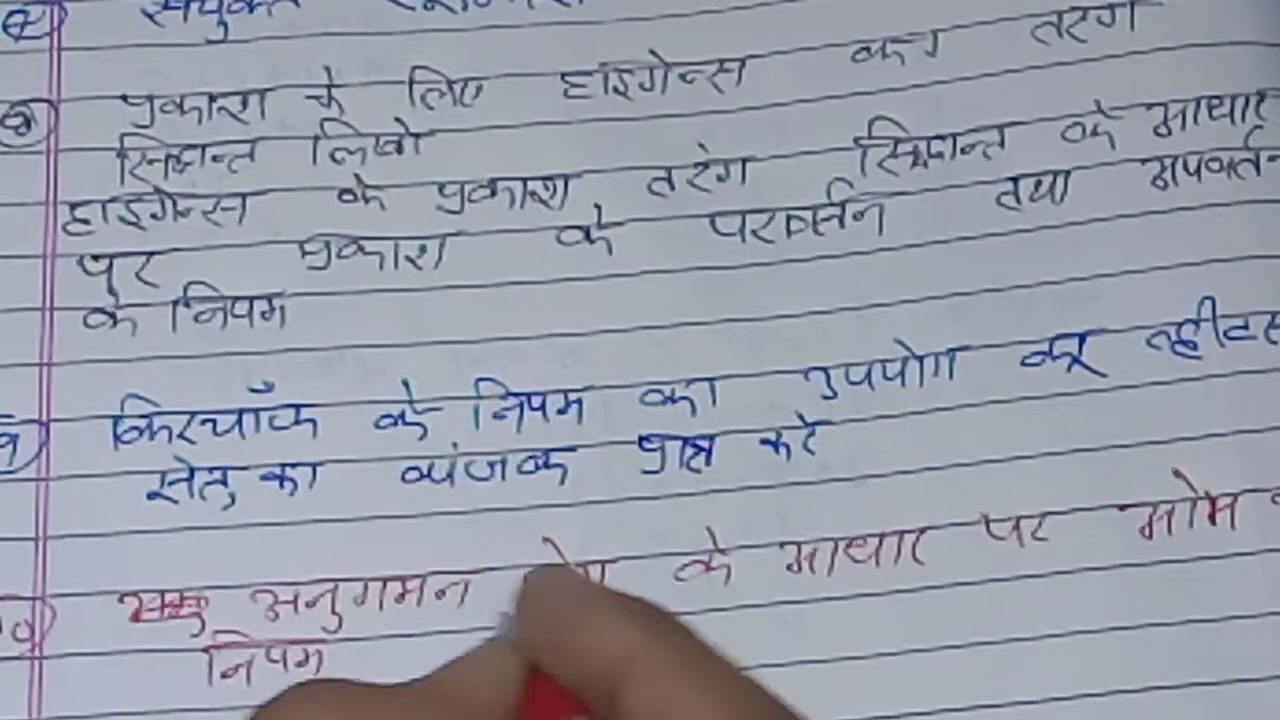 संयुक्त
प्रकाश के लिए हाइगेन्स का तरंग
सिद्धान्त लिखो
हाइगेन्स के प्रकाश तरंग सिद्धान्त के आधार
पर प्रकाश के परावर्तन तथा अपवर्तन
के नियम
किरचॉफ के नियम का उपयोग कर व्हीटस
सेतु का व्यंजक प्राप्त करे
अनुगमन के आधार पर ओम
नियम